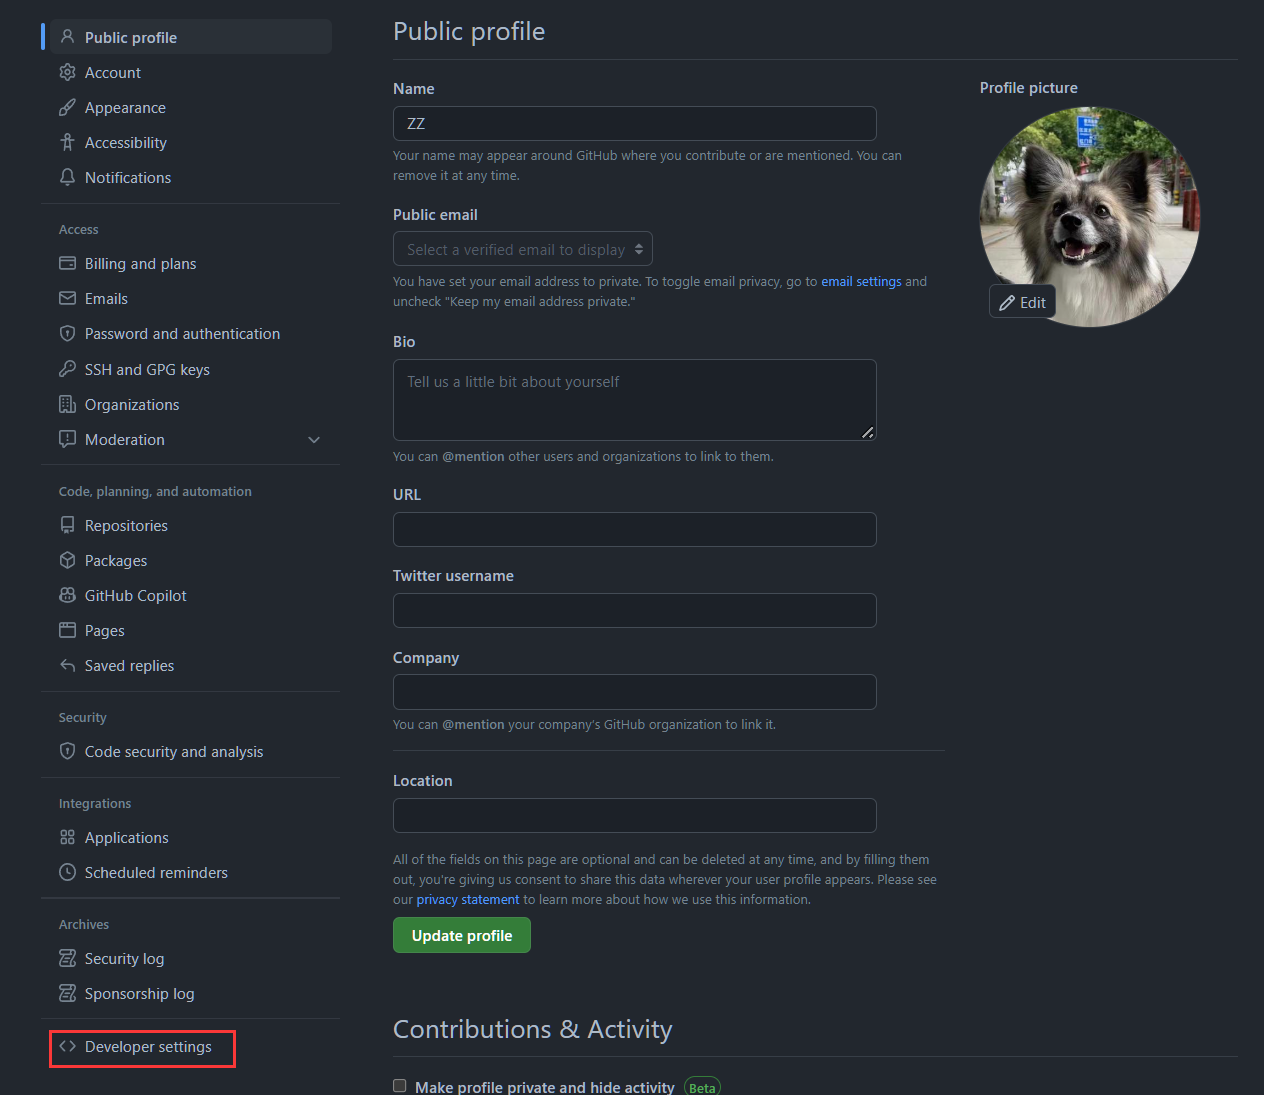 Public profile
Account
Appearance
Accessibility
Notifications
Access
Billing and plans
Emails
Password and authentication
SSH and GPG keys
Organizations
Moderation
Code, planning, and automation
Repositories
Packages
GitHub Copilot
Pages
Saved replies
Security
Code security and analysis
Integrations
Applications
Scheduled reminders
Archives
Security log
Sponsorship log
Developer settings
Public profile
Name
ZZ
Your name may appear around GitHub where you contribute or are mentioned. You can
remove it at any time.
Public email
Select a verified email to display
You have set your email address to private. To toggle email privacy, go to email settings and
uncheck "Keep my email address private."
Bio
Tell us a little bit about yourself
You can @mention other users and organizations to link to them.
URL
Twitter username
Company
You can @mention your company's GitHub organization to link it.
Location
All of the fields on this page are optional and can be deleted at any time, and by filling them
out, you're giving us consent to share this data wherever your user profile appears. Please see
our privacy statement to learn more about how we use this information.
Update profile
Profile picture
Edit
Contributions & Activity
Make profile private and hide activity Beta